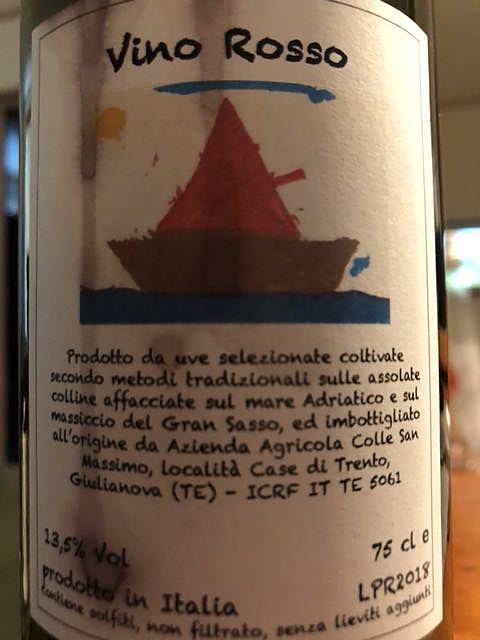 Vino Rosso
Prodotto da uve selezionate coltivate
secondo metodi tradizionali sulle assolate
colline affacciate sul mare Adriatico e sul
massiccio del Gran Sasso, ed imbottigliato
all'origine da Azienda Agricola Colle San
Massimo, località Case di Trento,
Giulianova (TE) - ICRF IT TE 5061
13,5% Vol
75 cl e
prodotto in Italia
LPR2018
contiene solfiti, non filtrato, senza lieviti aggiunti